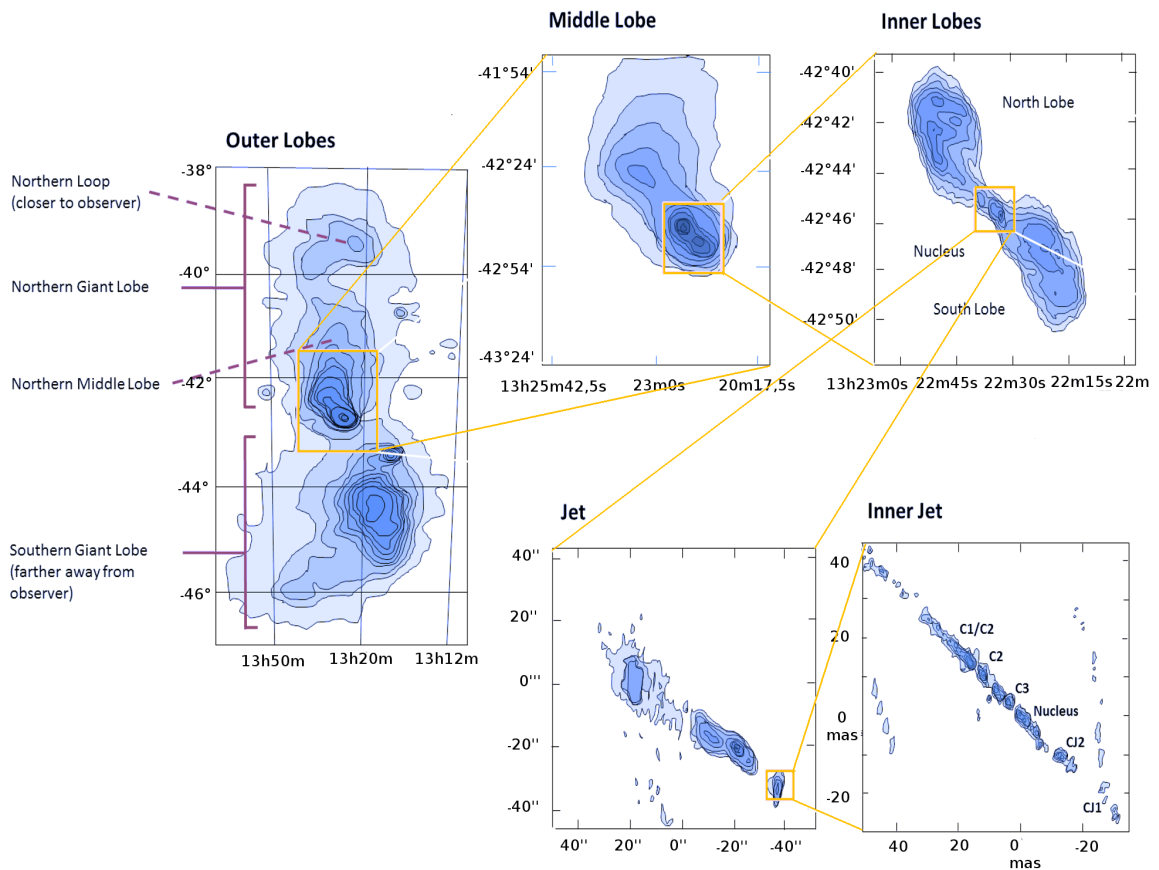 Middle Lobe
Inner Lobes
Outer Lobes
-41°54'
-42°24'
-42°54'
-43°24'
13h25m42,5s
23m0s
20m17,5s
-42°40'
-42°42'
-42°44'
-42°46'
-42°48'
-42°50'
North Lobe
Nucleus
South Lobe
13h23m0s
22m45s
22m30s
22m15s
22m
-38°
-40°
-42°
-44°
-46°
13h50m
13h20m
13h12m
Northern Loop
(closer to observer)
Northern Giant Lobe
Northern Middle Lobe
Southern Giant Lobe
(farther away from
observer)
Jet
40''
20''
0'''
-20''
-40''
40''
20''
0''
-20''
-40''
Inner Jet
40
20
0
mas
-20
C1/C2
C2
C3
Nucleus
CJ2
CJ1
40
20
0
-20
mas